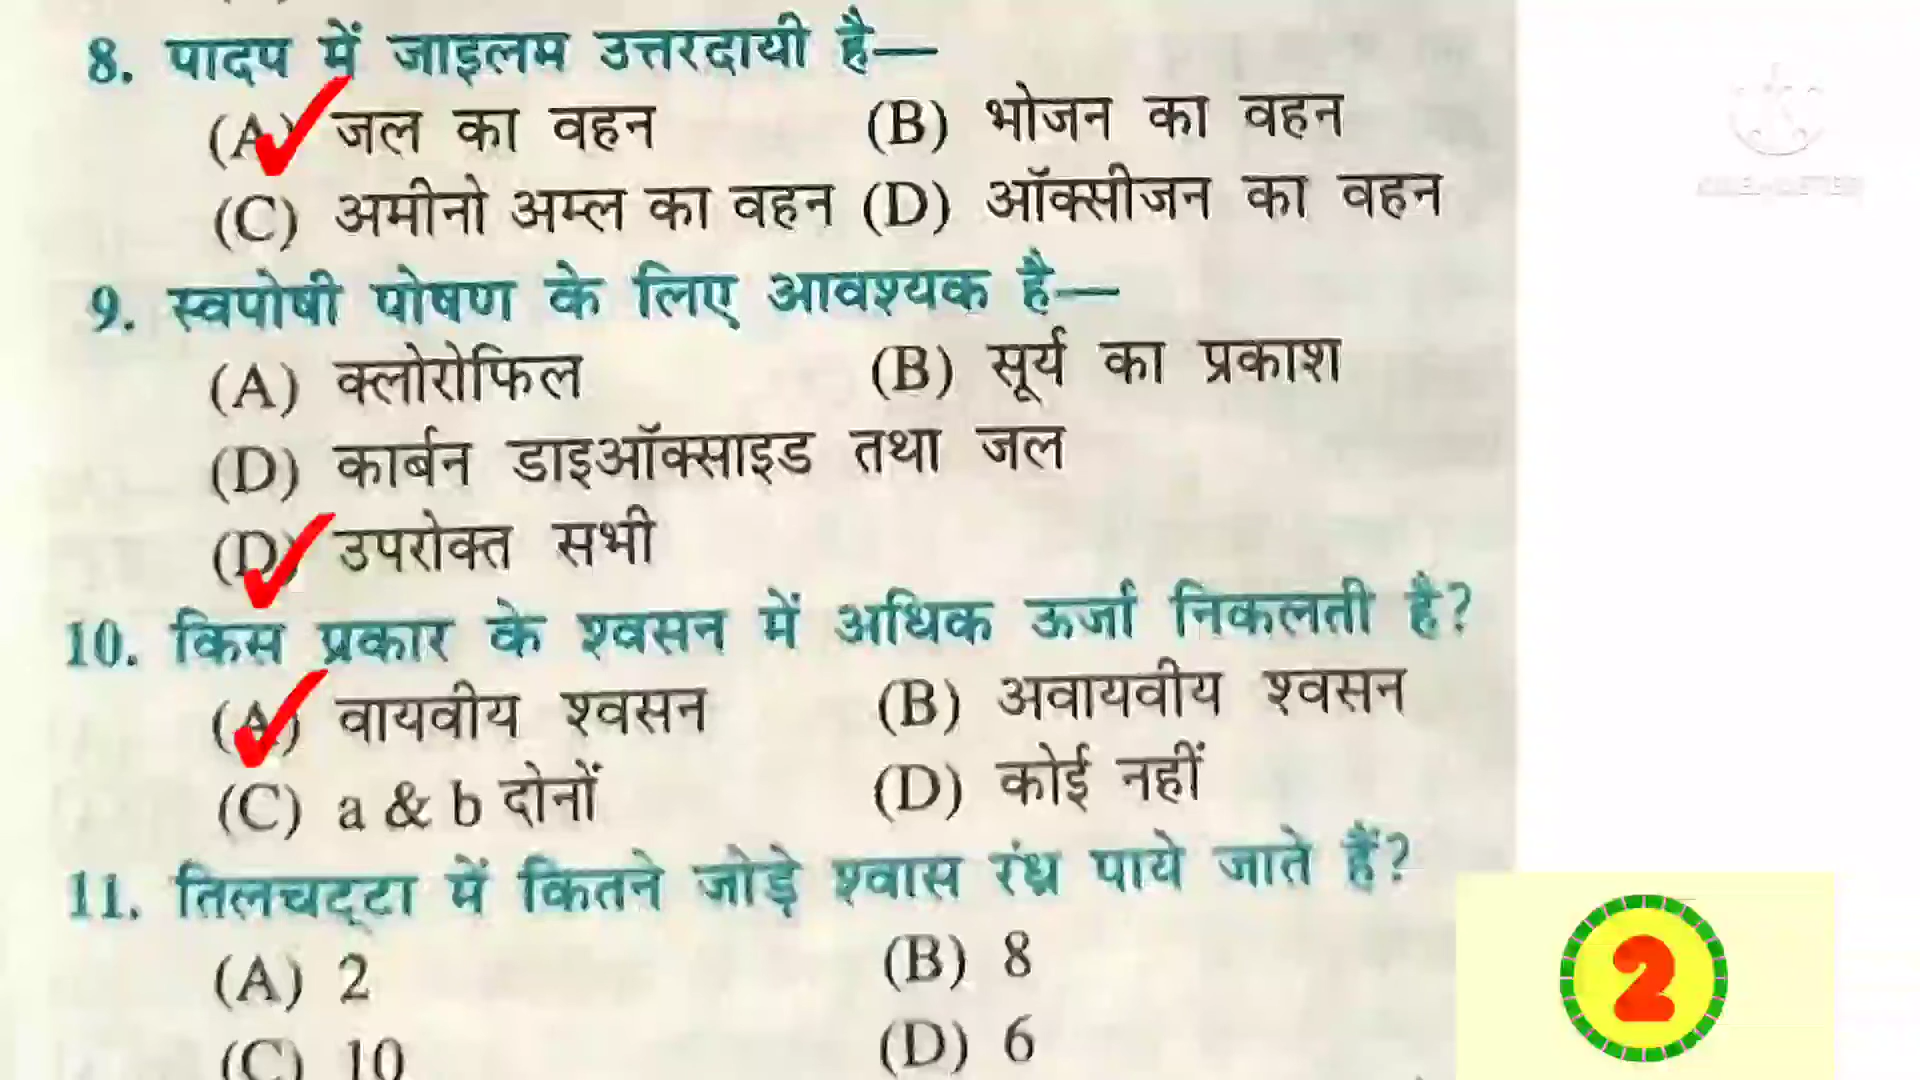 8. पादप में जाइलम उत्तरदायी है—
(A) जल का वहन (B) भोजन का वहन
(C) अमीनो अम्ल का वहन (D) ऑक्सीजन का वहन
9. स्वपोषी पोषण के लिए आवश्यक है—
(A) क्लोरोफिल (B) सूर्य का प्रकाश
(D) कार्बन डाइऑक्साइड तथा जल
(D) उपरोक्त सभी
10. किस प्रकार के श्वसन में अधिक ऊर्जा निकलती है?
(A) वायवीय श्वसन (B) अवायवीय श्वसन
(C) a & b दोनों (D) कोई नहीं
11. तिलचट्टा में कितने जोड़े श्वास रंध्र पाये जाते हैं?
(A) 2 (B) 8
(C) 10 (D) 6
2